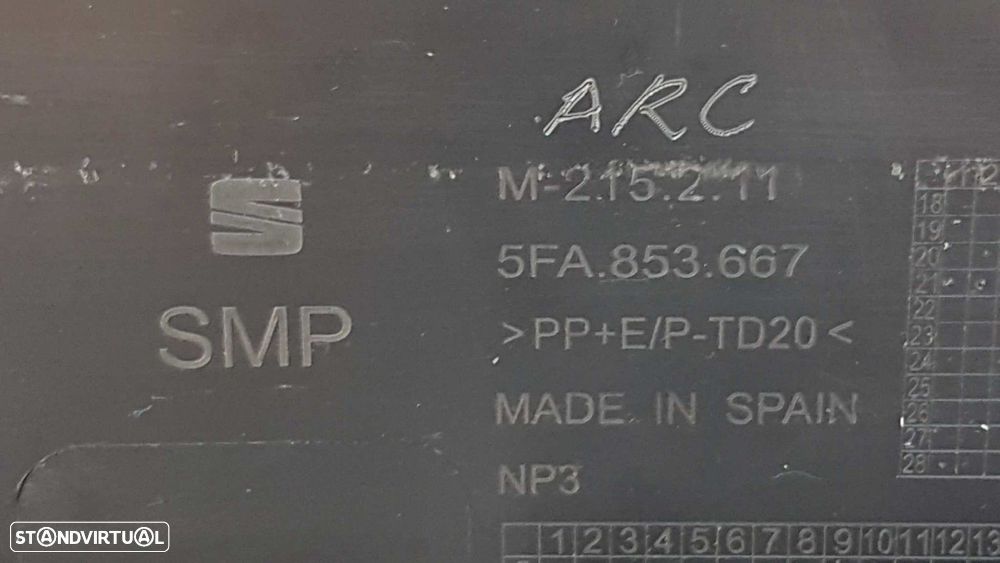 ARC
M-215.2.11
5FA.853.667
SMP
>PP+E/P-TD20<
MADE IN SPAIN
NP3
12
18
19
20
21
22
23
24
25
26
27
28
1 2 3 4 5 6 7 8 9 10 11 12 13
STANDVIRTUAL